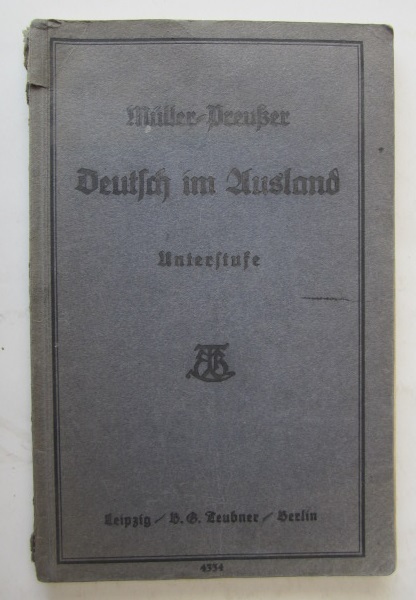 Müller-Preußer
Deutsch im Ausland
Unterstufe
Leipzig / B. G. Teubner / Berlin
4934